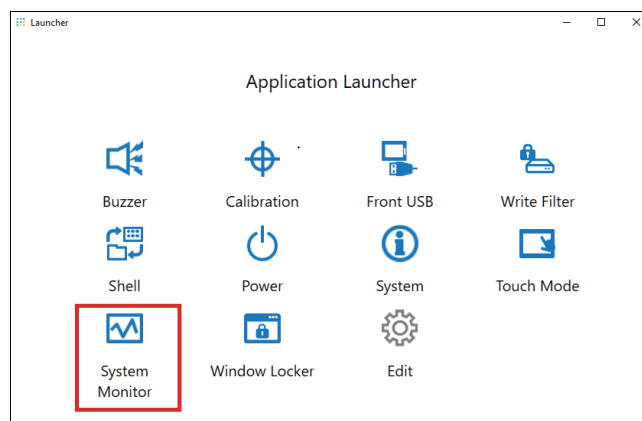 Launcher
Application Launcher
Buzzer
Calibration
Front USB
Write Filter
Shell
Power
System
Touch Mode
System
Monitor
Window Locker
Edit